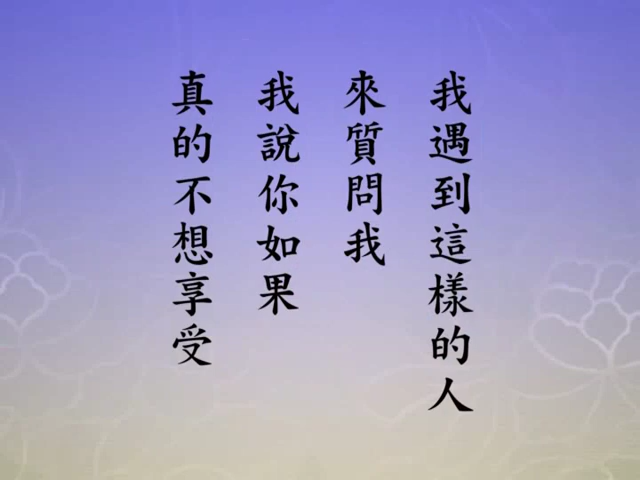 我遇到這樣的人
來質問我
我說你如果
真的不想享受